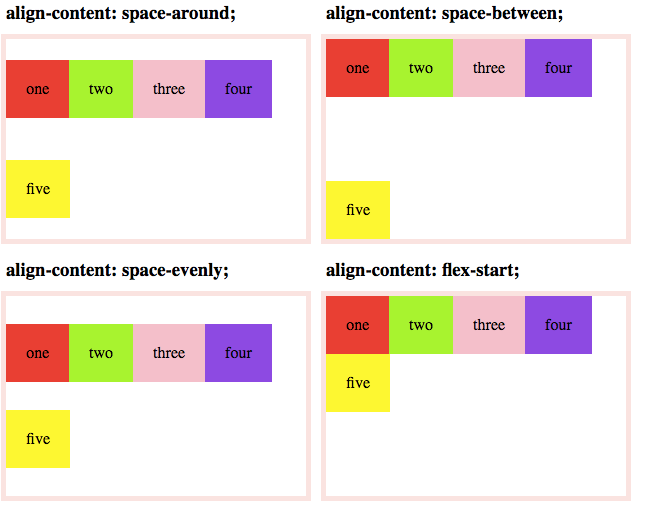 align-content: space-around;
one two three four
five
align-content: space-between;
one two three four
five
align-content: space-evenly;
one two three four
five
align-content: flex-start;
one two three four
five